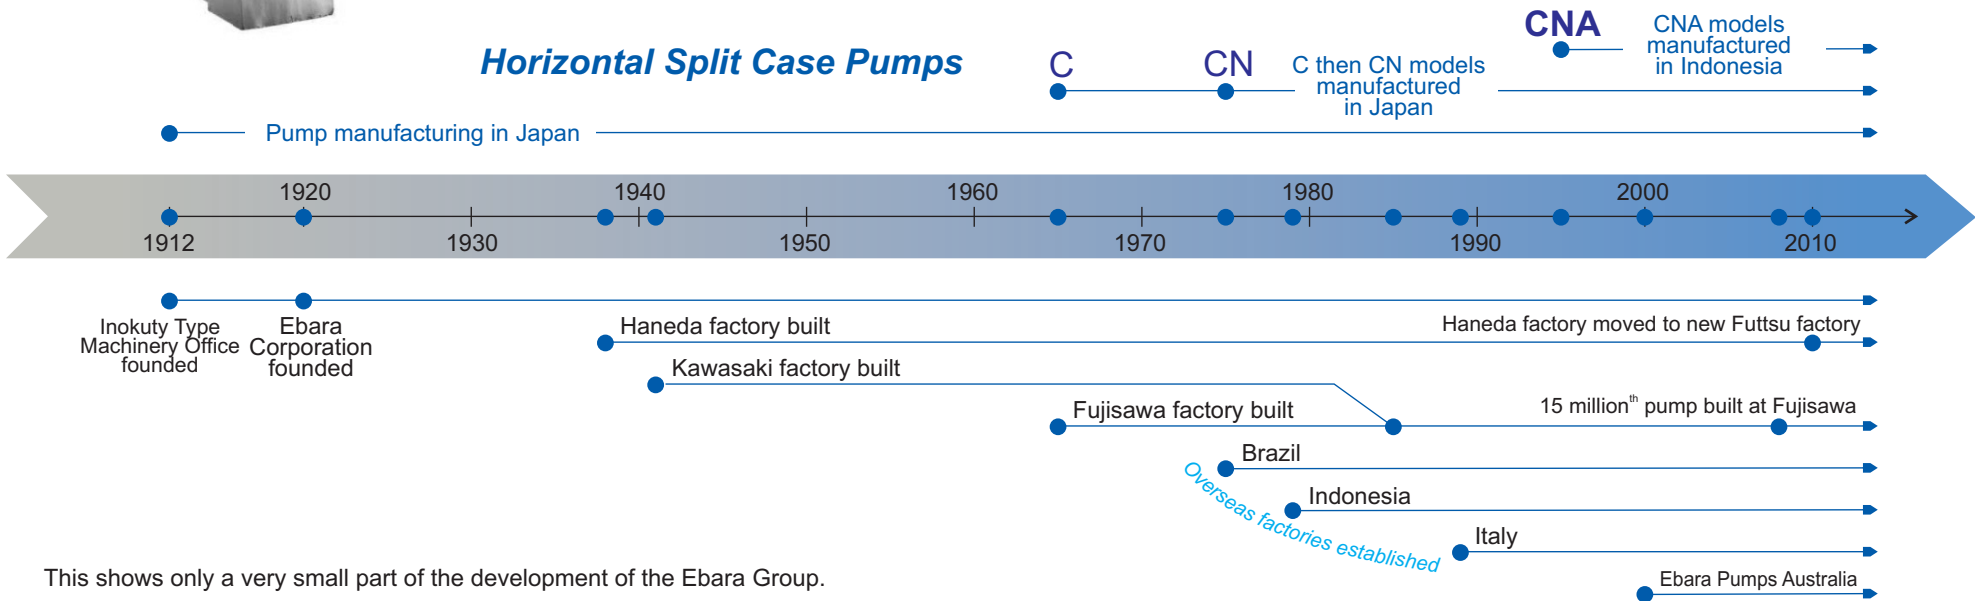 CNA
CNA models
manufactured
in Indonesia
Horizontal Split Case Pumps
C
CN
C then CN models
manufactured
in Japan
Pump manufacturing in Japan
1920
1940
1960
1980
2000
1912
1930
1950
1970
1990
2010
Inokuty Type
Machinery Office
founded
Ebara
Corporation
founded
Haneda factory built
Haneda factory moved to new Futtsu factory
Kawasaki factory built
Fujisawa factory built
15 millionth pump built at Fujisawa
Brazil
Overseas factories established
Indonesia
Italy
Ebara Pumps Australia
This shows only a very small part of the development of the Ebara Group.